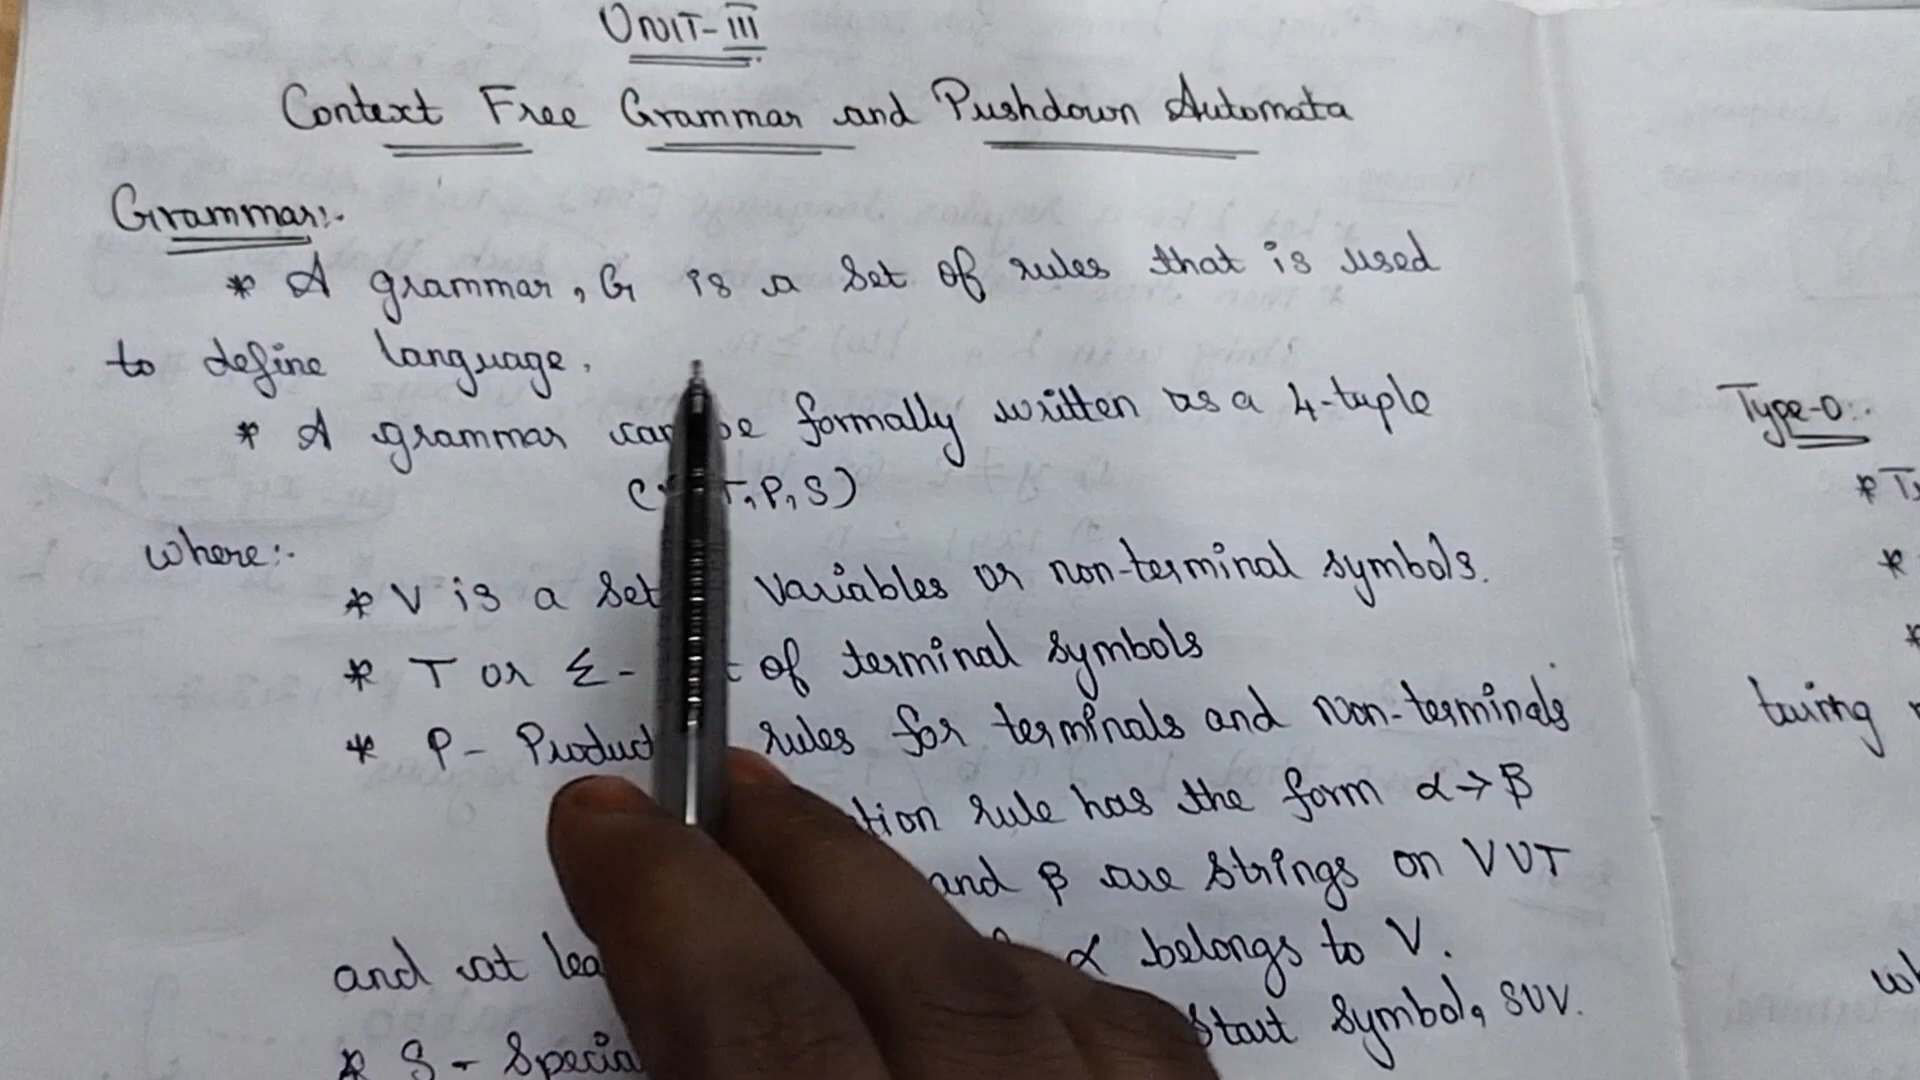 UNIT-III
Context Free Grammar and Pushdown Automata
Grammar:-
* A grammar, G is a set of rules that is used
to define language.
* A grammar can be formally written as a 4-tuple
T, P, S)
where:-
* V is a set variables or non-terminal symbols.
* T or Σ- of terminal symbols
* P- Product rules for terminals and non-terminals
tion rule has the form α→β
and β are strings on VUT
and at lea α belongs to V.
* S- Specia start symbol, SUV.
Type-0:-
*
*
*
turing